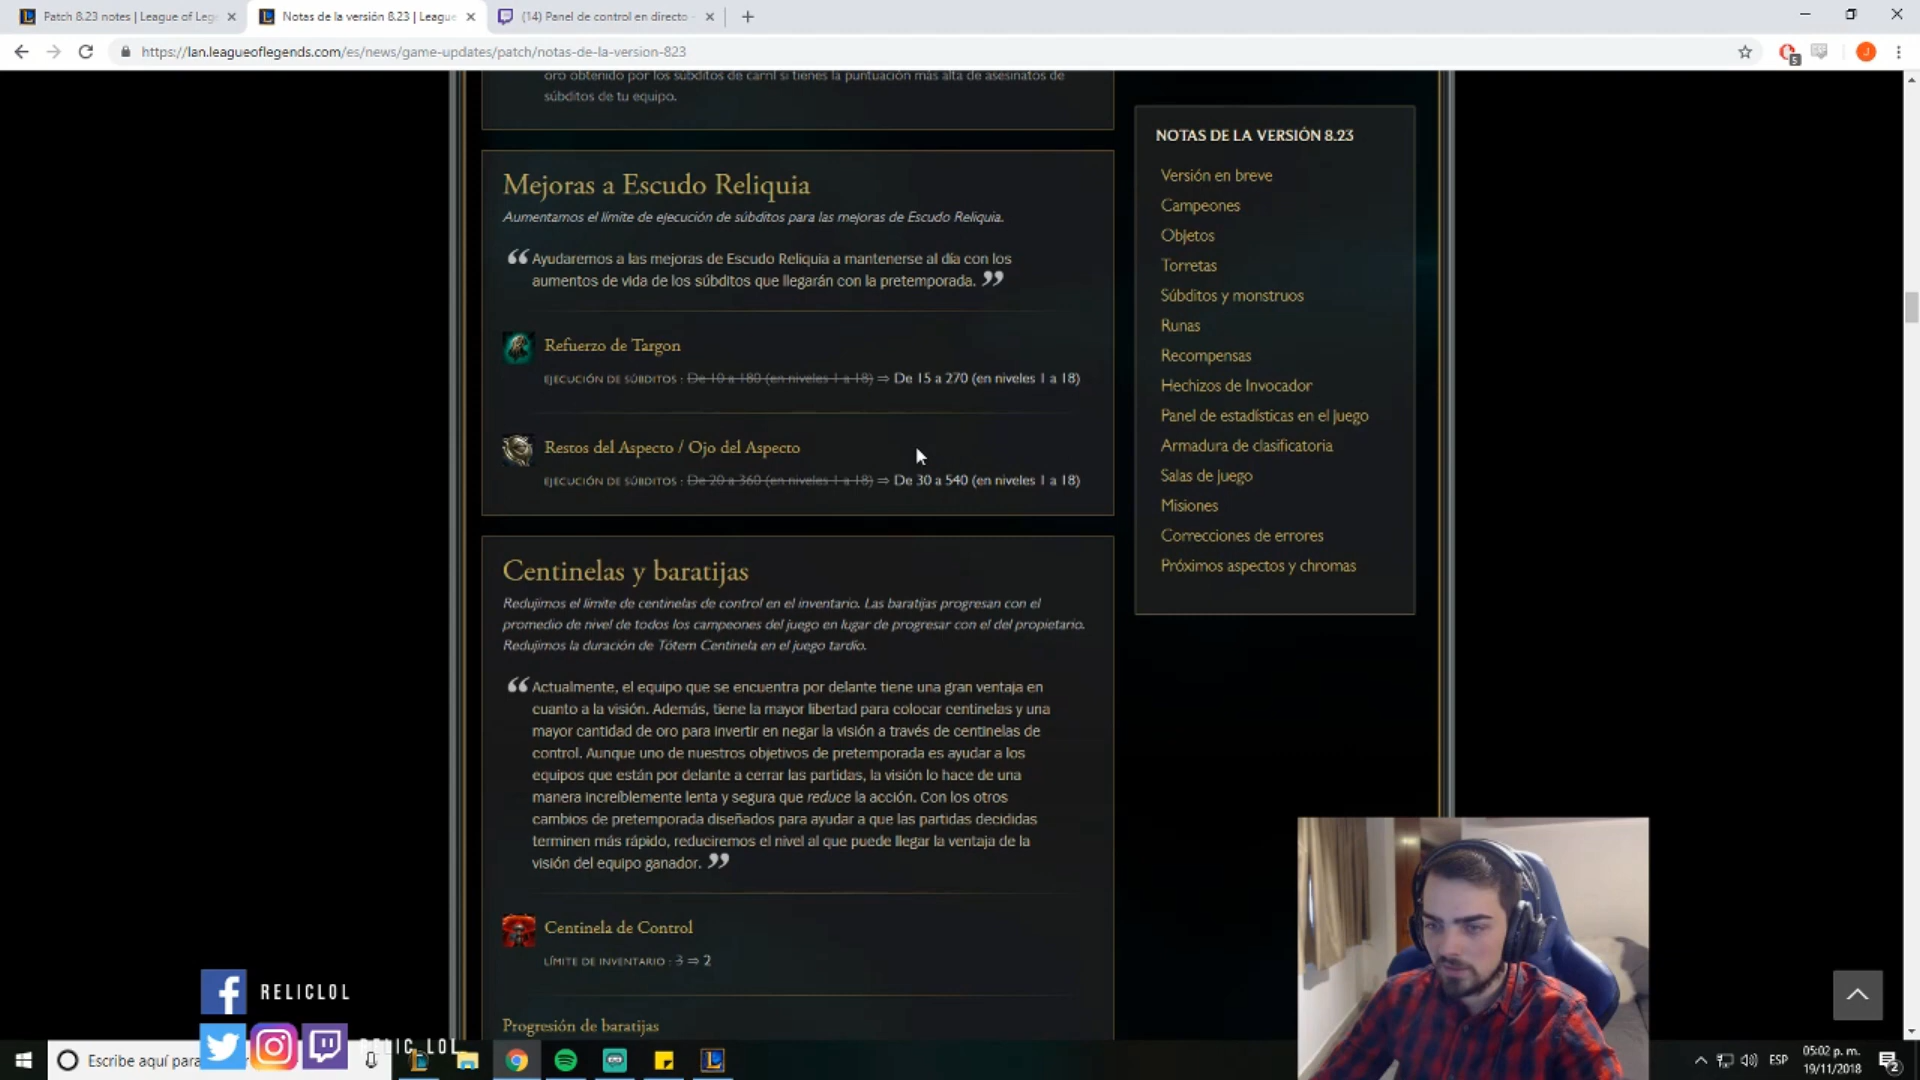 Patch 8.23 notes | League of Leg
Notas de la versión 8.23 | League
(14) Panel de control en directo
https://lan.leagueoflegends.com/es/news/game-updates/patch/notas-de-la-version-823
5
J
oro obtenido por los súbditos de carril si tienes la puntuación más alta de asesinatos de
súbditos de tu equipo.
Mejoras a Escudo Reliquia
Aumentamos el límite de ejecución de súbditos para las mejoras de Escudo Reliquia.
“ Ayudaremos a las mejoras de Escudo Reliquia a mantenerse al día con los
aumentos de vida de los súbditos que llegarán con la pretemporada. ”
Refuerzo de Targon
EJECUCIÓN DE SÚBDITOS : De 10 a 180 (en niveles 1 a 18) ⇒ De 15 a 270 (en niveles 1 a 18)
Restos del Aspecto / Ojo del Aspecto
EJECUCIÓN DE SÚBDITOS : De 20 a 360 (en niveles 1 a 18) ⇒ De 30 a 540 (en niveles 1 a 18)
Centinelas y baratijas
Redujimos el límite de centinelas de control en el inventario. Las baratijas progresan con el
promedio de nivel de todos los campeones del juego en lugar de progresar con el del propietario.
Redujimos la duración de Tótem Centinela en el juego tardío.
“ Actualmente, el equipo que se encuentra por delante tiene una gran ventaja en
cuanto a la visión. Además, tiene la mayor libertad para colocar centinelas y una
mayor cantidad de oro para invertir en negar la visión a través de centinelas de
control. Aunque uno de nuestros objetivos de pretemporada es ayudar a los
equipos que están por delante a cerrar las partidas, la visión lo hace de una
manera increíblemente lenta y segura que reduce la acción. Con los otros
cambios de pretemporada diseñados para ayudar a que las partidas decididas
terminen más rápido, reduciremos el nivel al que puede llegar la ventaja de la
visión del equipo ganador. ”
Centinela de Control
LÍMITE DE INVENTARIO : 3 ⇒ 2
Progresión de baratijas
NOTAS DE LA VERSIÓN 8.23
Versión en breve
Campeones
Objetos
Torretas
Súbditos y monstruos
Runas
Recompensas
Hechizos de Invocador
Panel de estadísticas en el juego
Armadura de clasificatoria
Salas de juego
Misiones
Correcciones de errores
Próximos aspectos y chromas
RELICLOL
RELIC_LOL
Escribe aquí para
ESP
05:02 p. m.
19/11/2018
2